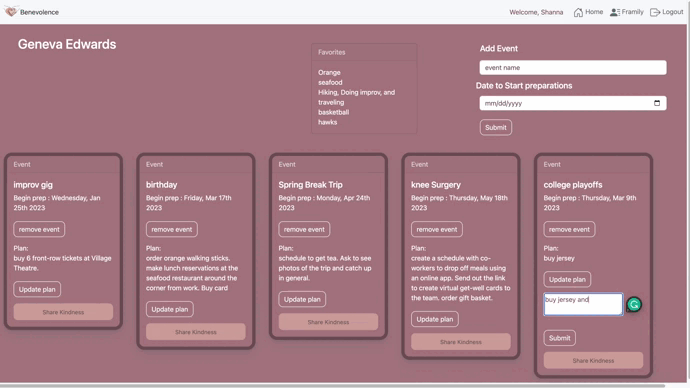 Benevolence
Welcome, Shanna
Home
Framily
Logout
Geneva Edwards
Favorites
Orange
seafood
Hiking, Doing improv, and
traveling
basketball
hawks
Add Event
event name
Date to Start preparations
mm/dd/yyyy
Submit
Event
improv gig
Begin prep : Wednesday, Jan
25th 2023
remove event
Plan:
buy 6 front-row tickets at Village
Theatre.
Update plan
Share Kindness
Event
birthday
Begin prep : Friday, Mar 17th
2023
remove event
Plan:
order orange walking sticks.
make lunch reservations at the
seafood restaurant around the
corner from work. Buy card
Update plan
Share Kindness
Event
Spring Break Trip
Begin prep : Monday, Apr 24th
2023
remove event
Plan:
schedule to get tea. Ask to see
photos of the trip and catch up
in general.
Update plan
Share Kindness
Event
knee Surgery
Begin prep : Thursday, May 18th
2023
remove event
Plan:
create a schedule with co-
workers to drop off meals using
an online app. Send out the link
to create virtual get-well cards to
the team. order gift basket.
Update plan
Share Kindness
Event
college playoffs
Begin prep : Thursday, Mar 9th
2023
remove event
Plan:
buy jersey
Update plan
buy jersey and
Submit
Share Kindness